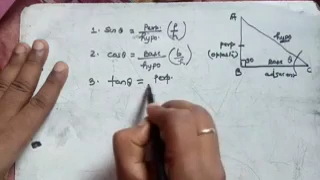 1. sinθ = Perp./hypo. (P/h)
2. cosθ = Base/hypo (b/h)
3. tanθ = Perp.
A
Perp
(opposite)
hypo
90
Base
θ
B
C
adjacent